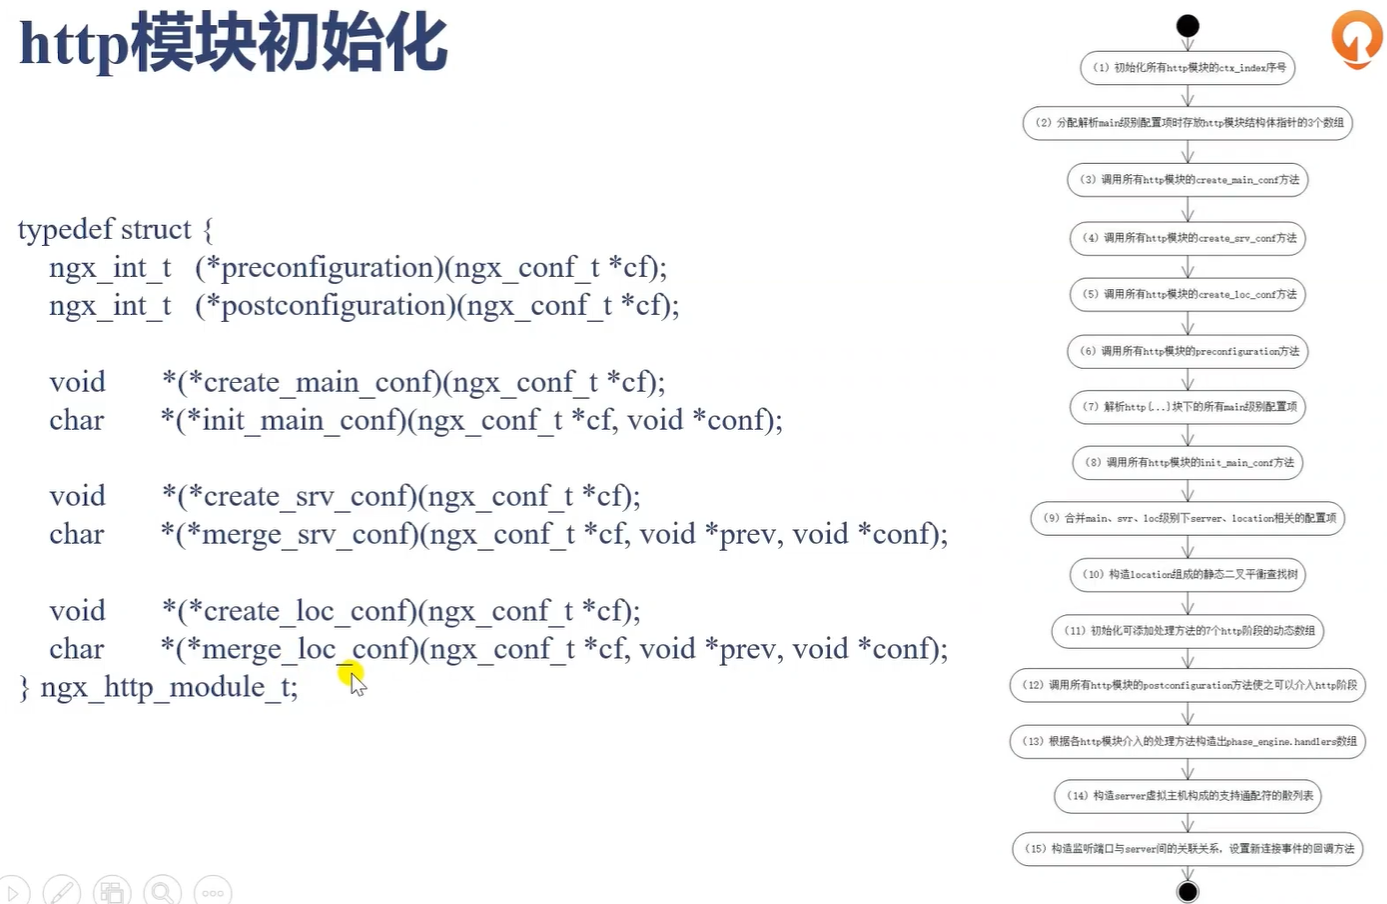 http模块初始化
typedef struct {
ngx_int_t (*preconfiguration)(ngx_conf_t *cf);
ngx_int_t (*postconfiguration)(ngx_conf_t *cf);
void *(*create_main_conf)(ngx_conf_t *cf);
char *(*init_main_conf)(ngx_conf_t *cf, void *conf);
void *(*create_srv_conf)(ngx_conf_t *cf);
char *(*merge_srv_conf)(ngx_conf_t *cf, void *prev, void *conf);
void *(*create_loc_conf)(ngx_conf_t *cf);
char *(*merge_loc_conf)(ngx_conf_t *cf, void *prev, void *conf);
} ngx_http_module_t;
（1）初始化所有http模块的ctx_index序号
（2）分配解析main级别配置项时存放http模块结构体指针的3个数组
（3）调用所有http模块的create_main_conf方法
（4）调用所有http模块的create_srv_conf方法
（5）调用所有http模块的create_loc_conf方法
（6）调用所有http模块的preconfiguration方法
（7）解析http{...}块下的所有main级别配置项
（8）调用所有http模块的init_main_conf方法
（9）合并main、svr、loc级别下server、location相关的配置项
（10）构造location组成的静态二叉平衡查找树
（11）初始化可添加处理方法的7个http阶段的动态数组
（12）调用所有http模块的postconfiguration方法使之可以介入http阶段
（13）根据各http模块介入的处理方法构造出phase_engine.handlers数组
（14）构造server虚拟主机构成的支持通配符的散列表
（15）构造监听端口与server间的关联关系，设置新连接事件的回调方法